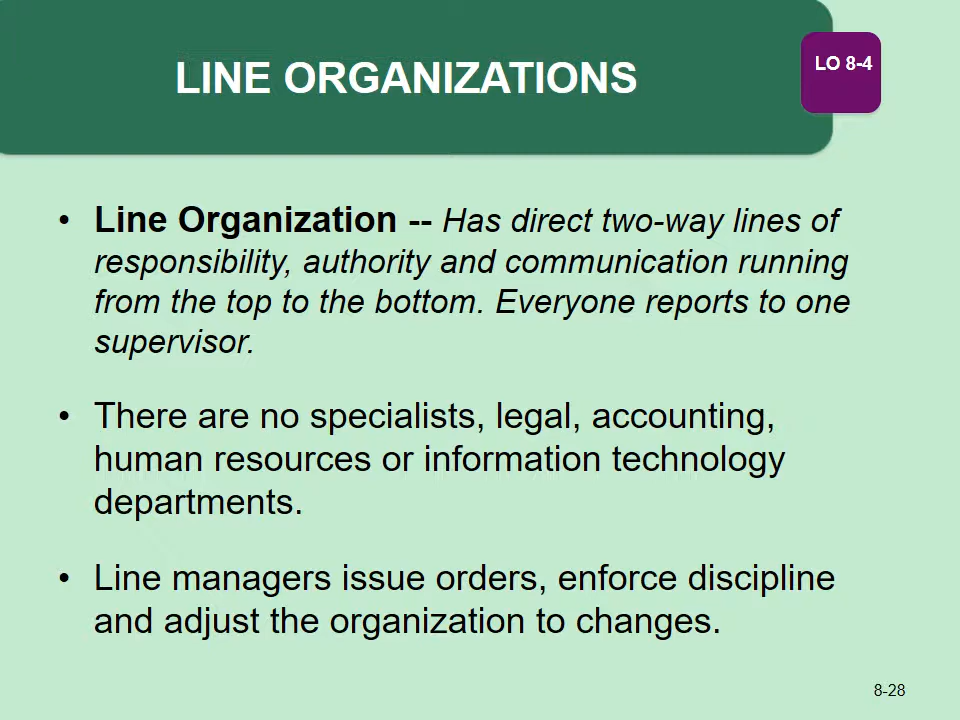 LINE ORGANIZATIONS
LO 8-4
• Line Organization -- Has direct two-way lines of
responsibility, authority and communication running
from the top to the bottom. Everyone reports to one
supervisor.
• There are no specialists, legal, accounting,
human resources or information technology
departments.
• Line managers issue orders, enforce discipline
and adjust the organization to changes.
8-28